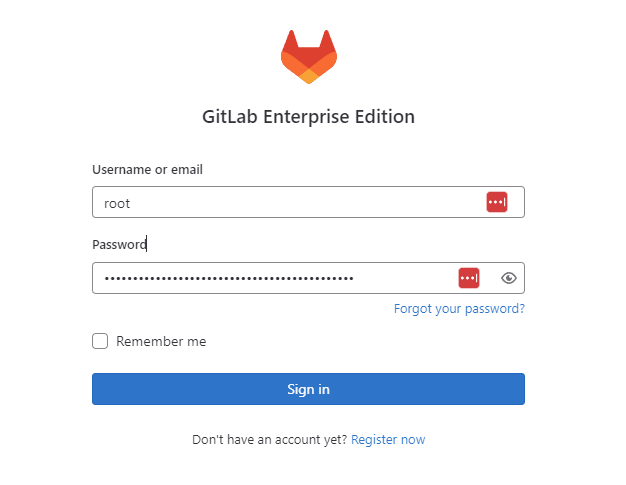 GitLab Enterprise Edition
Username or email
root
Password
••••••••••••••••••••••••••••••••••••••••••••
Forgot your password?
Remember me
Sign in
Don't have an account yet? Register now